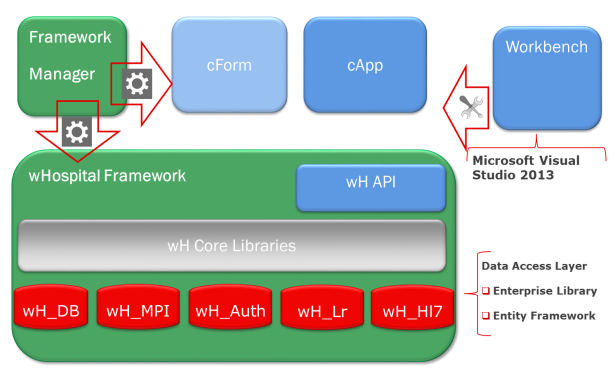 Framework
Manager
cForm
cApp
Workbench
Microsoft Visual
Studio 2013
wHospital Framework
wH API
wH Core Libraries
wH_DB
wH_MPI
wH_Auth
wH_Lr
wH_Hl7
Data Access Layer
Enterprise Library
Entity Framework